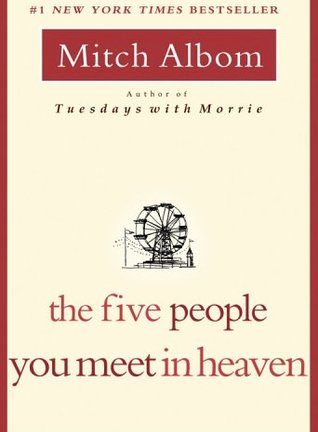 #1 NEW YORK TIMES BESTSELLER
Mitch Albom
Author of
Tuesdays with Morrie
the five people
you meet in heaven